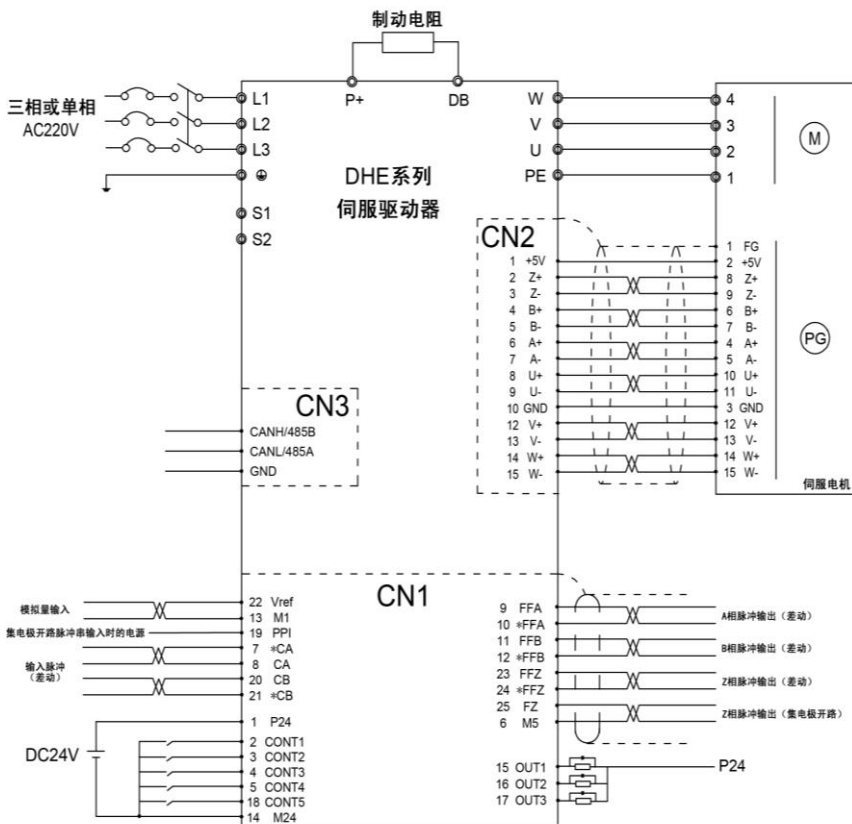 制动电阻
P+ DB
三相或单相
AC220V
L1
L2
L3
S1
S2
DHE系列
伺服驱动器
W 4
V 3
U 2
PE 1
M
CN2
1 FG
1 +5V 2 +5V
2 Z+ 8 Z+
3 Z- 9 Z-
4 B+ 6 B+
5 B- 7 B-
6 A+ 4 A+
7 A- 5 A-
8 U+ 10 U+
9 U- 11 U-
10 GND 3 GND
12 V+ 12 V+
13 V- 13 V-
14 W+ 14 W+
15 W- 15 W-
PG
伺服电机
CN3
CANH/485B
CANL/485A
GND
CN1
模拟量输入
22 Vref
13 M1
集电极开路脉冲串输入时的电源
19 PPI
输入脉冲
(差动)
7 *CA
8 CA
20 CB
21 *CB
DC24V
1 P24
2 CONT1
3 CONT2
4 CONT3
5 CONT4
18 CONT5
14 M24
9 FFA
10 *FFA
A相脉冲输出（差动）
11 FFB
12 *FFB
B相脉冲输出（差动）
23 FFZ
24 *FFZ
Z相脉冲输出（差动）
25 FZ
6 M5
Z相脉冲输出（集电极开路）
15 OUT1
16 OUT2
17 OUT3
P24